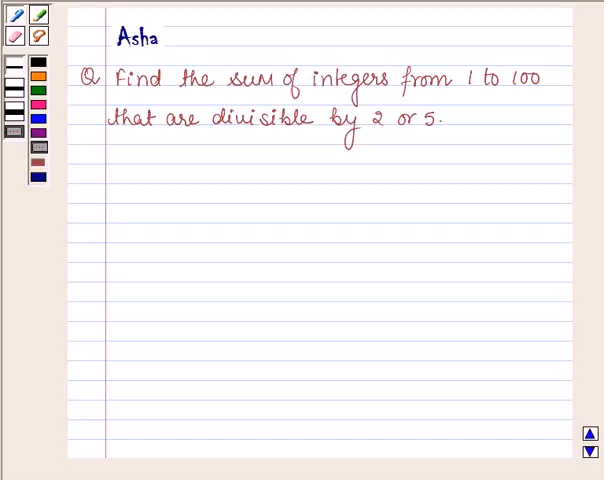 Asha
Q Find the sum of integers from 1 to 100
that are divisible by 2 or 5.